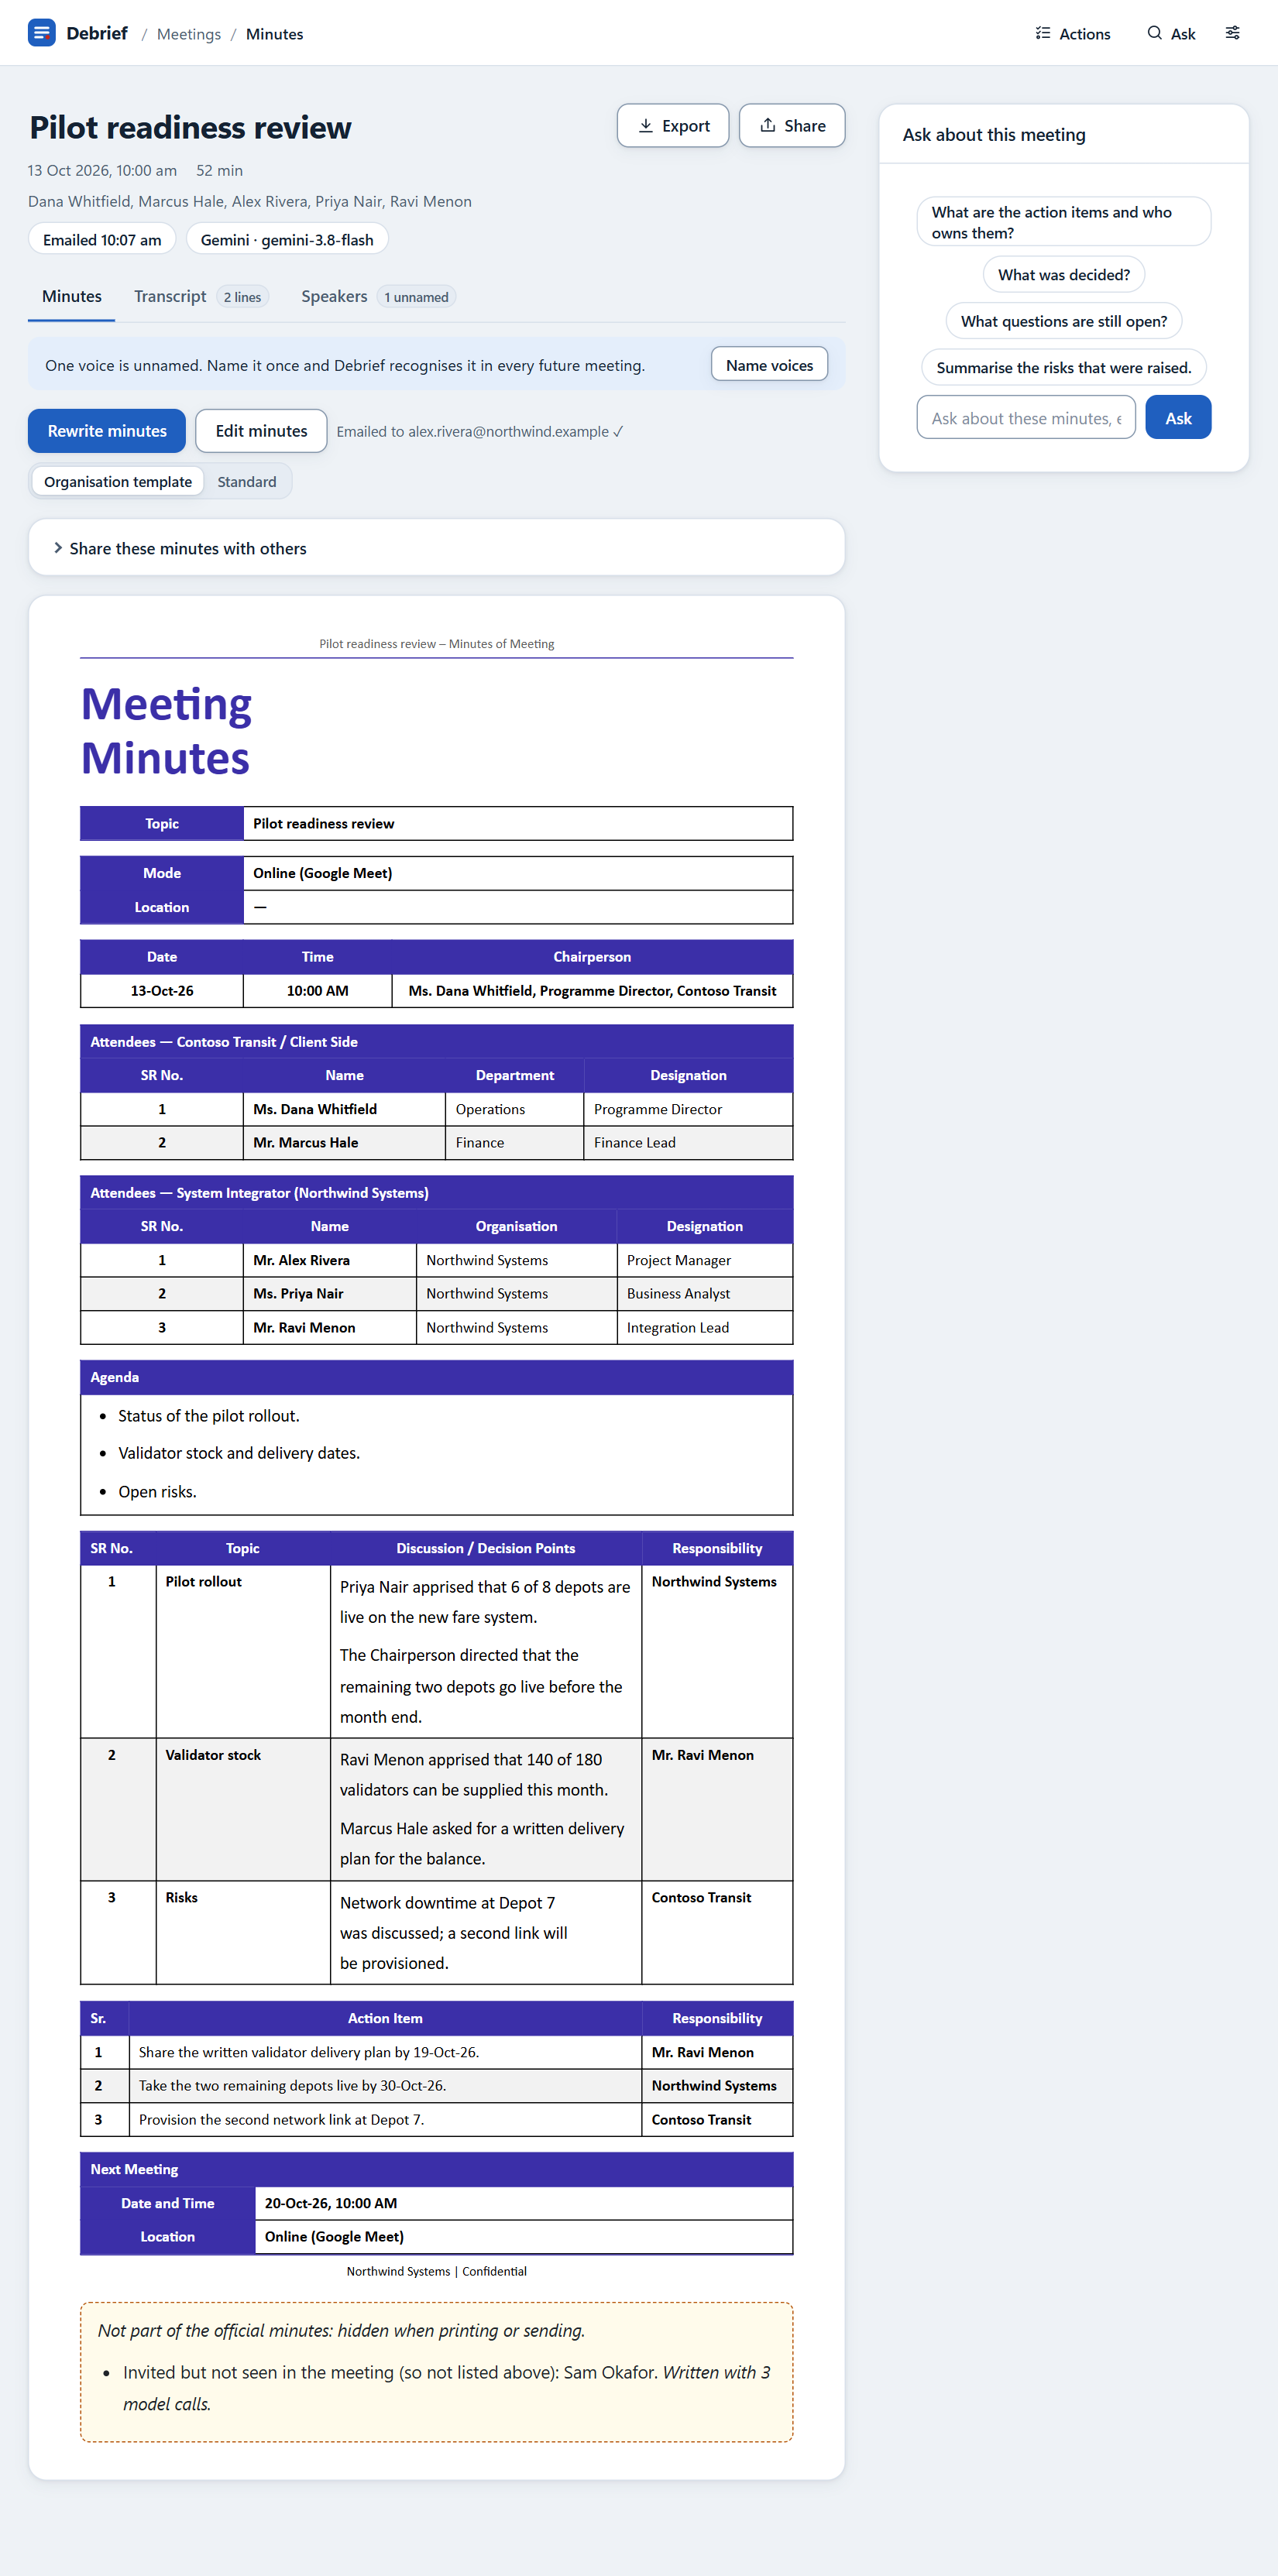 Debrief / Meetings / Minutes
Actions
Ask
Pilot readiness review
Export
Share
13 Oct 2026, 10:00 am 52 min
Dana Whitfield, Marcus Hale, Alex Rivera, Priya Nair, Ravi Menon
Emailed 10:07 am
Gemini · gemini-3.8-flash
Minutes
Transcript 2 lines
Speakers 1 unnamed
One voice is unnamed. Name it once and Debrief recognises it in every future meeting.
Name voices
Rewrite minutes
Edit minutes
Emailed to alex.rivera@northwind.example ✓
Organisation template
Standard
Share these minutes with others
Ask about this meeting
What are the action items and who
owns them?
What was decided?
What questions are still open?
Summarise the risks that were raised.
Ask about these minutes,
Ask
Pilot readiness review – Minutes of Meeting
Meeting
Minutes
Topic Pilot readiness review
Mode Online (Google Meet)
Location —
Date Time Chairperson
13-Oct-26 10:00 AM Ms. Dana Whitfield, Programme Director, Contoso Transit
Attendees — Contoso Transit / Client Side
SR No. Name Department Designation
1 Ms. Dana Whitfield Operations Programme Director
2 Mr. Marcus Hale Finance Finance Lead
Attendees — System Integrator (Northwind Systems)
SR No. Name Organisation Designation
1 Mr. Alex Rivera Northwind Systems Project Manager
2 Ms. Priya Nair Northwind Systems Business Analyst
3 Mr. Ravi Menon Northwind Systems Integration Lead
Agenda
• Status of the pilot rollout.
• Validator stock and delivery dates.
• Open risks.
SR No. Topic Discussion / Decision Points Responsibility
1 Pilot rollout Priya Nair apprised that 6 of 8 depots are Northwind Systems
live on the new fare system.
The Chairperson directed that the
remaining two depots go live before the
month end.
2 Validator stock Ravi Menon apprised that 140 of 180 Mr. Ravi Menon
validators can be supplied this month.
Marcus Hale asked for a written delivery
plan for the balance.
3 Risks Network downtime at Depot 7 Contoso Transit
was discussed; a second link will
be provisioned.
Sr. Action Item Responsibility
1 Share the written validator delivery plan by 19-Oct-26. Mr. Ravi Menon
2 Take the two remaining depots live by 30-Oct-26. Northwind Systems
3 Provision the second network link at Depot 7. Contoso Transit
Next Meeting
Date and Time 20-Oct-26, 10:00 AM
Location Online (Google Meet)
Northwind Systems | Confidential
Not part of the official minutes: hidden when printing or sending.
• Invited but not seen in the meeting (so not listed above): Sam Okafor. Written with 3
model calls.